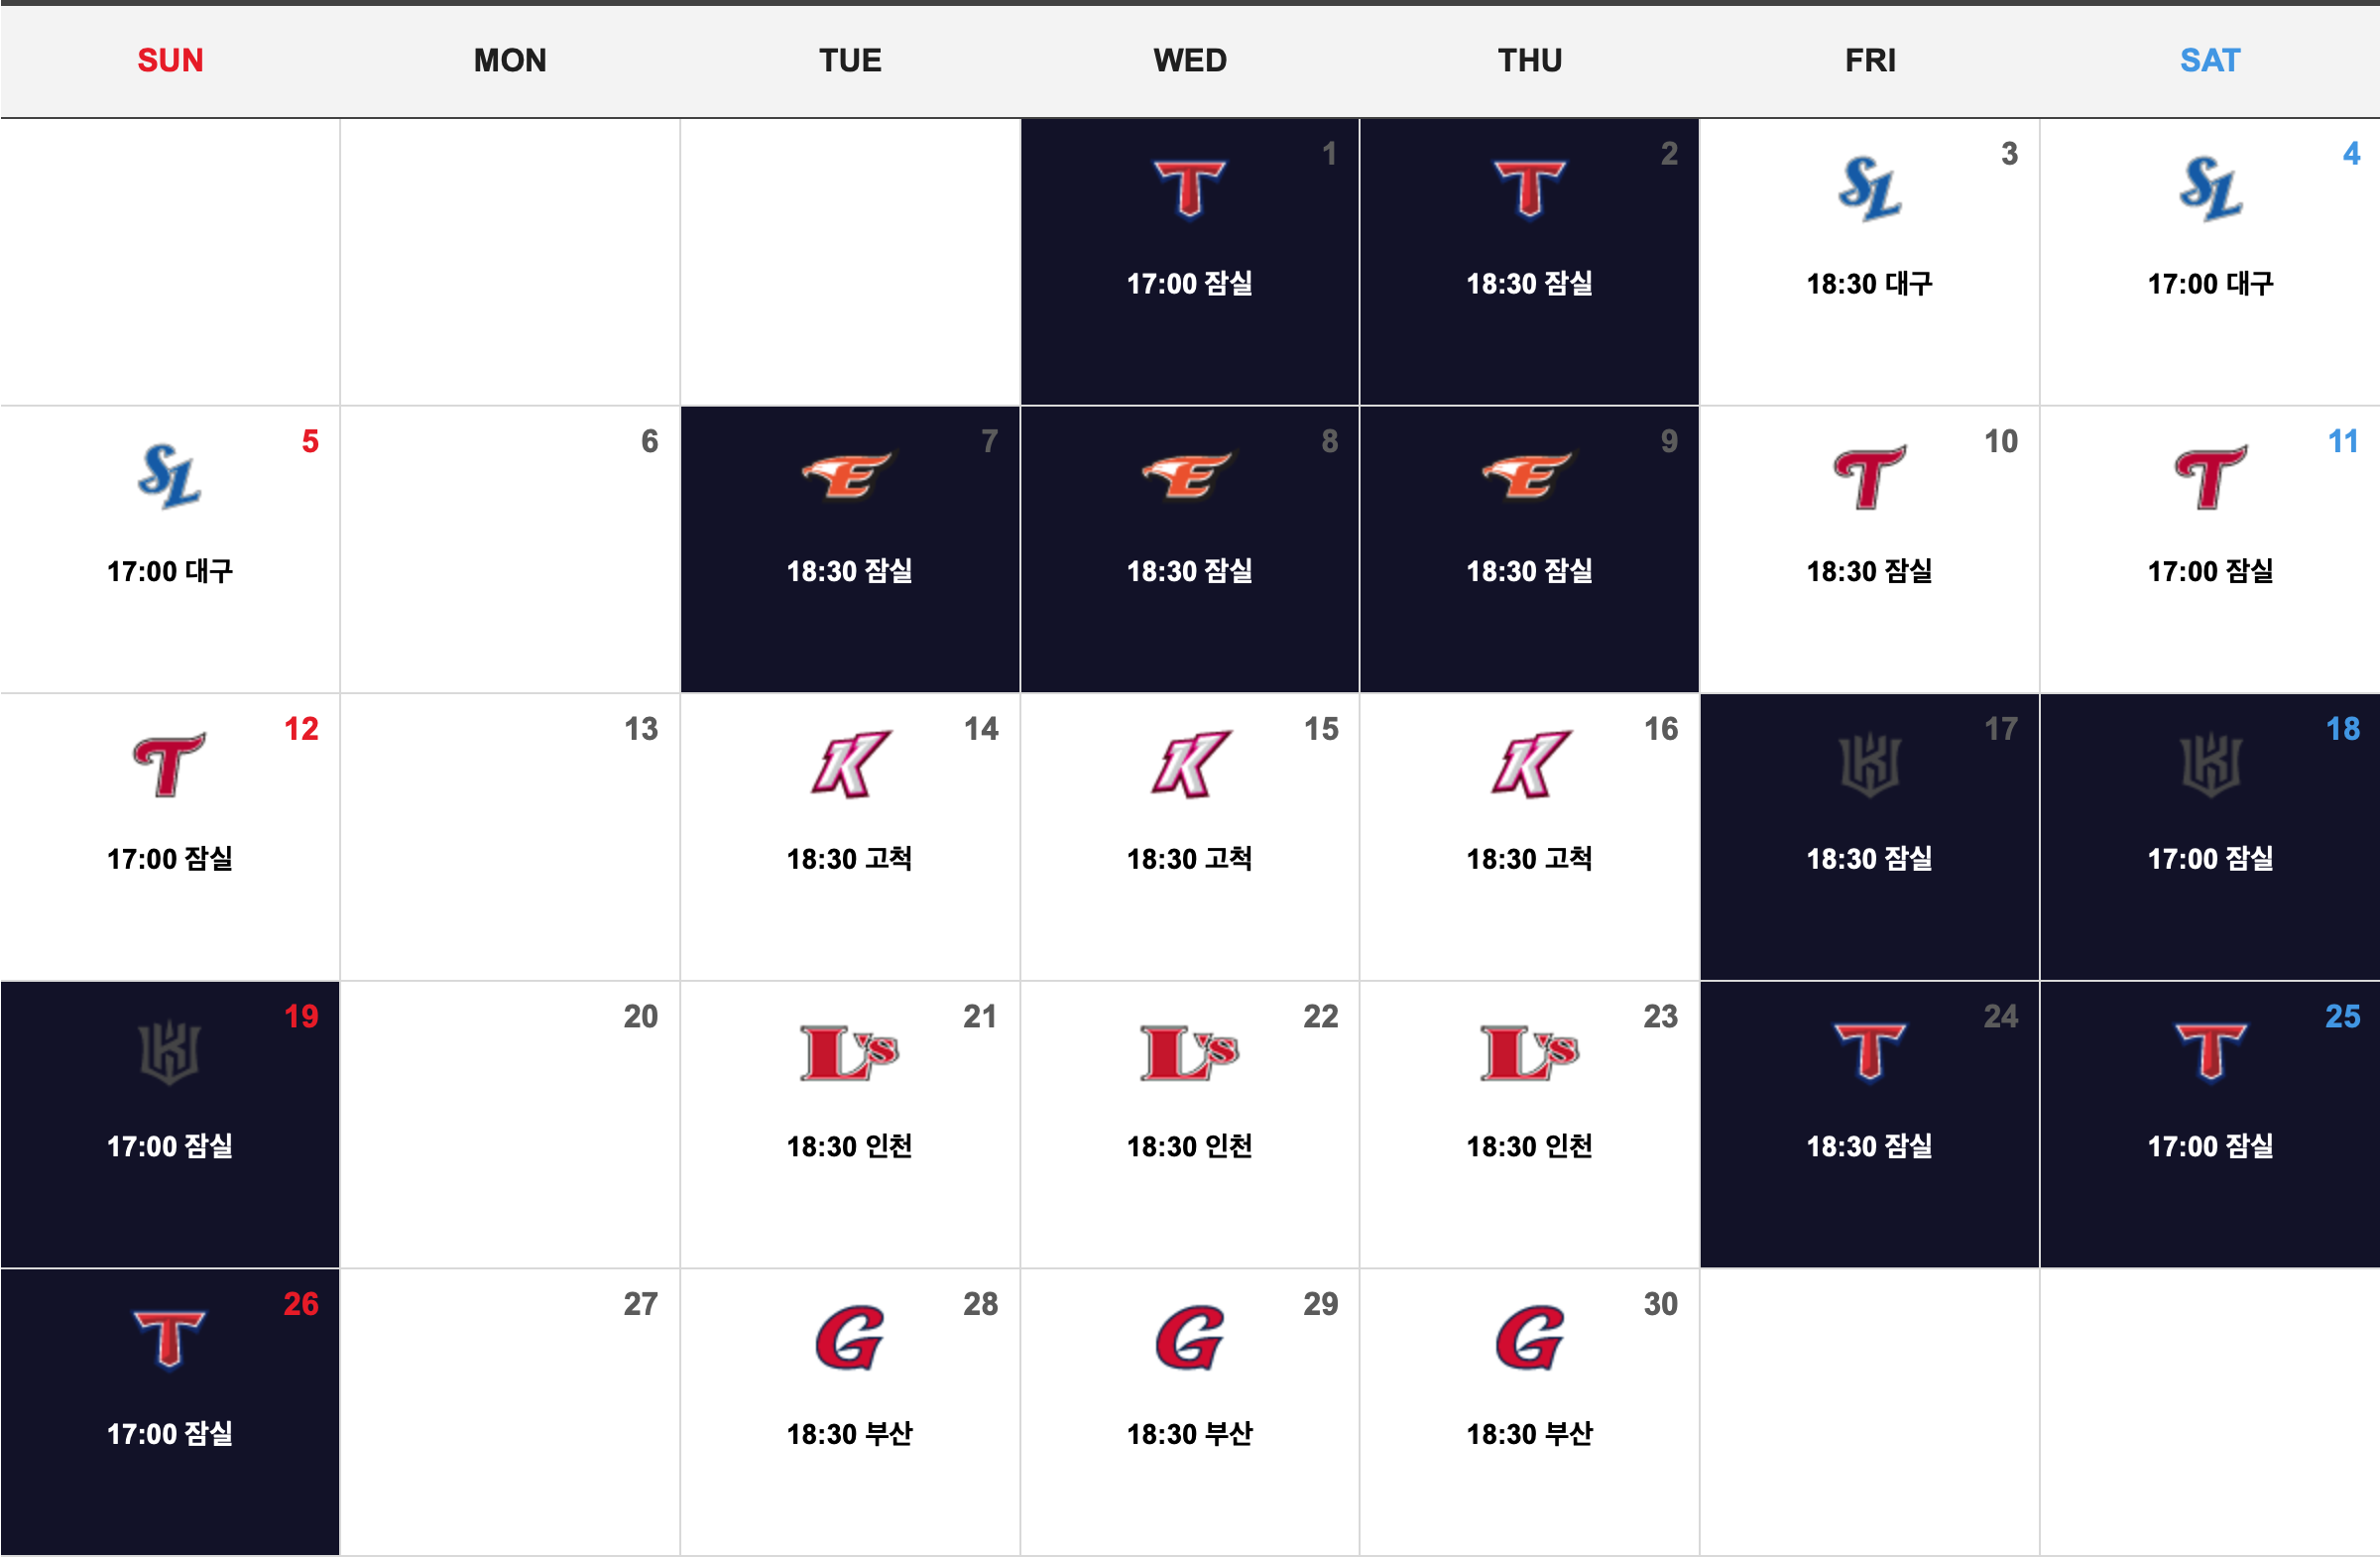 SUN MON TUE WED THU FRI SAT
1 2 3 4
T T SL SL
17:00 잠실 18:30 잠실 18:30 대구 17:00 대구
5 6 7 8 9 10 11
SL E E E T T
17:00 대구 18:30 잠실 18:30 잠실 18:30 잠실 18:30 잠실 17:00 잠실
12 13 14 15 16 17 18
T K K K K K
17:00 잠실 18:30 고척 18:30 고척 18:30 고척 18:30 잠실 17:00 잠실
19 20 21 22 23 24 25
K L's L's L's T T
17:00 잠실 18:30 인천 18:30 인천 18:30 인천 18:30 잠실 17:00 잠실
26 27 28 29 30
T G G G
17:00 잠실 18:30 부산 18:30 부산 18:30 부산